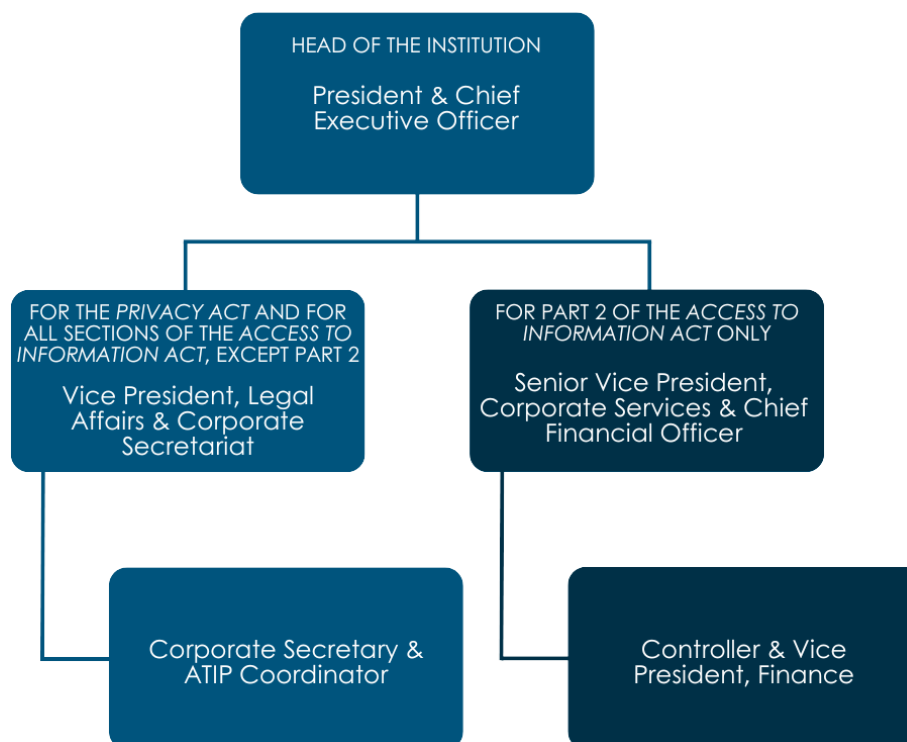 HEAD OF THE INSTITUTION
President & Chief
Executive Officer
FOR THE PRIVACY ACT AND FOR
ALL SECTIONS OF THE ACCESS TO
INFORMATION ACT, EXCEPT PART 2
Vice President, Legal
Affairs & Corporate
Secretariat
FOR PART 2 OF THE ACCESS TO
INFORMATION ACT ONLY
Senior Vice President,
Corporate Services & Chief
Financial Officer
Corporate Secretary &
ATIP Coordinator
Controller & Vice
President, Finance